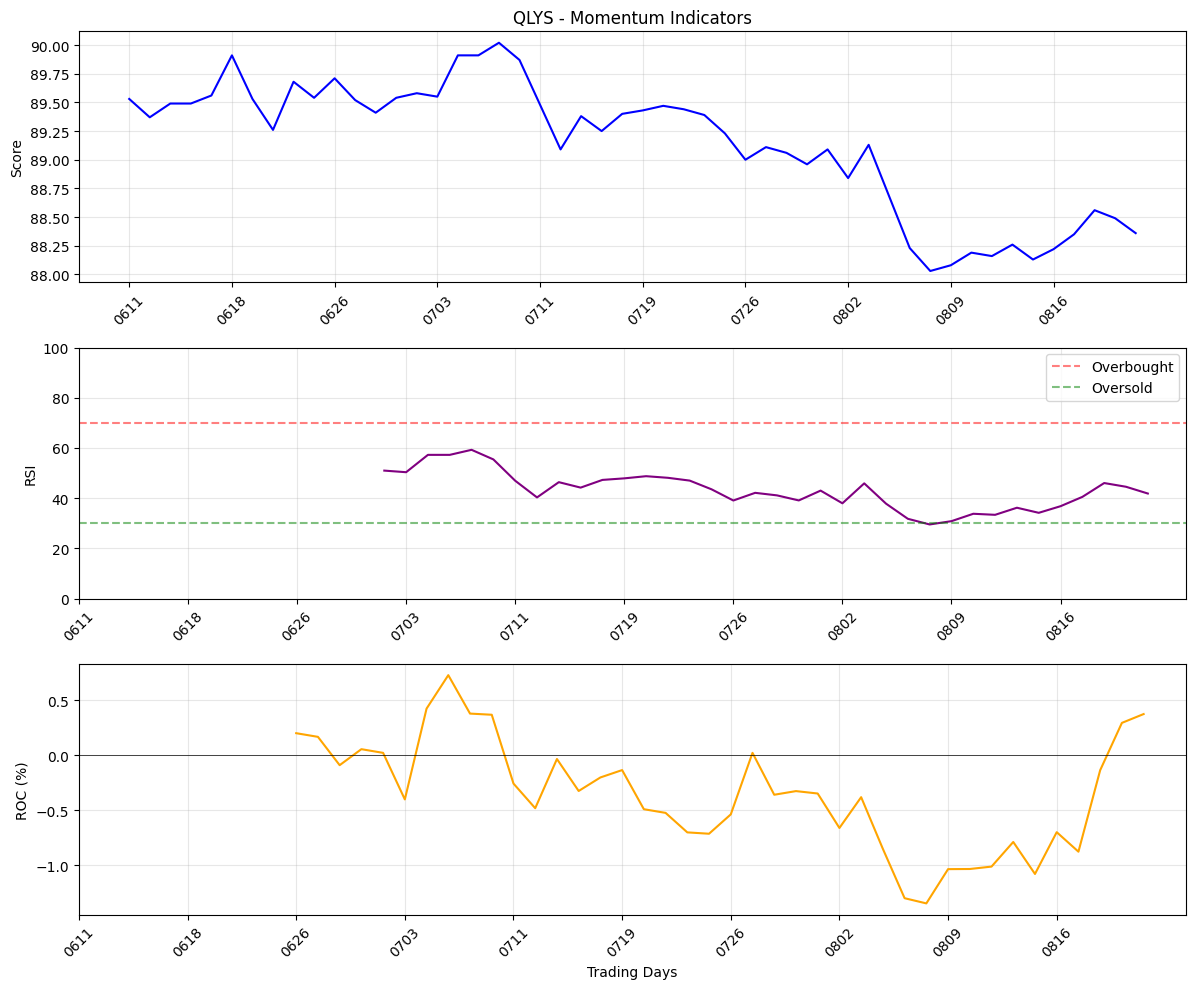 QLYS - Momentum Indicators
Score
90.00
89.75
89.50
89.25
89.00
88.75
88.50
88.25
88.00
0611 0618 0626 0703 0711 0719 0726 0802 0809 0816
RSI
100
80
60
40
20
0
Overbought
Oversold
0611 0618 0626 0703 0711 0719 0726 0802 0809 0816
ROC (%)
0.5
0.0
−0.5
−1.0
0611 0618 0626 0703 0711 0719 0726 0802 0809 0816
Trading Days